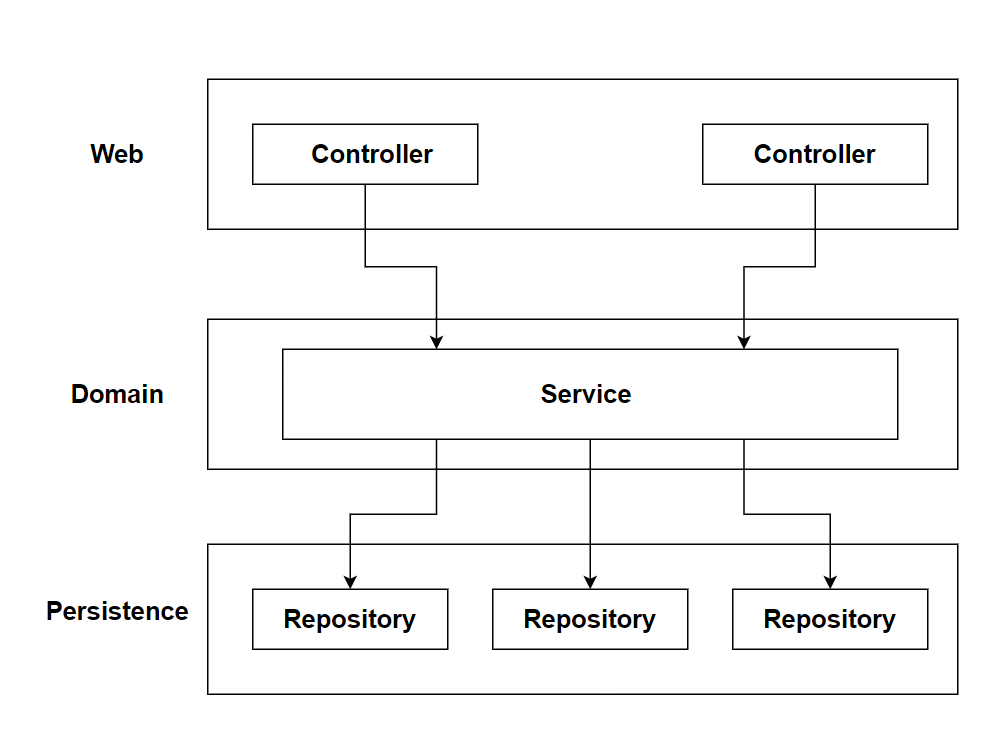 Web
Controller
Controller
Domain
Service
Persistence
Repository
Repository
Repository